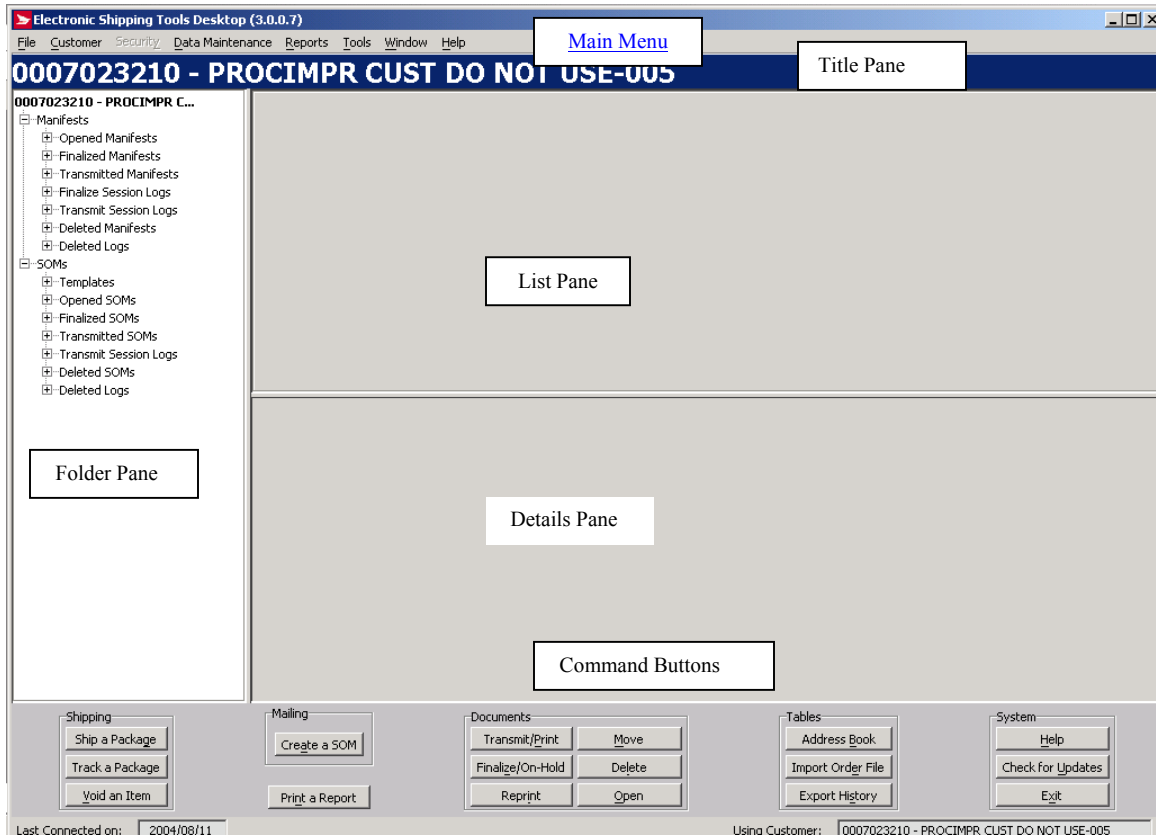 Electronic Shipping Tools Desktop (3.0.0.7)
File Customer Security Data Maintenance Reports Tools Window Help
Main Menu
0007023210 - PROCIMPR CUST DO NOT USE-005
Title Pane
0007023210 - PROCIMPR C...
Manifests
Opened Manifests
Finalized Manifests
Transmitted Manifests
Finalize Session Logs
Transmit Session Logs
Deleted Manifests
Deleted Logs
SOMs
Templates
Opened SOMs
Finalized SOMs
Transmitted SOMs
Transmit Session Logs
Deleted SOMs
Deleted Logs
List Pane
Folder Pane
Details Pane
Command Buttons
Shipping
Ship a Package
Track a Package
Void an Item
Mailing
Create a SOM
Print a Report
Documents
Transmit/Print Move
Finalize/On-Hold Delete
Reprint Open
Tables
Address Book
Import Order File
Export History
System
Help
Check for Updates
Exit
Last Connected on: 2004/08/11
Using Customer: 0007023210 - PROCIMPR CUST DO NOT USE-005